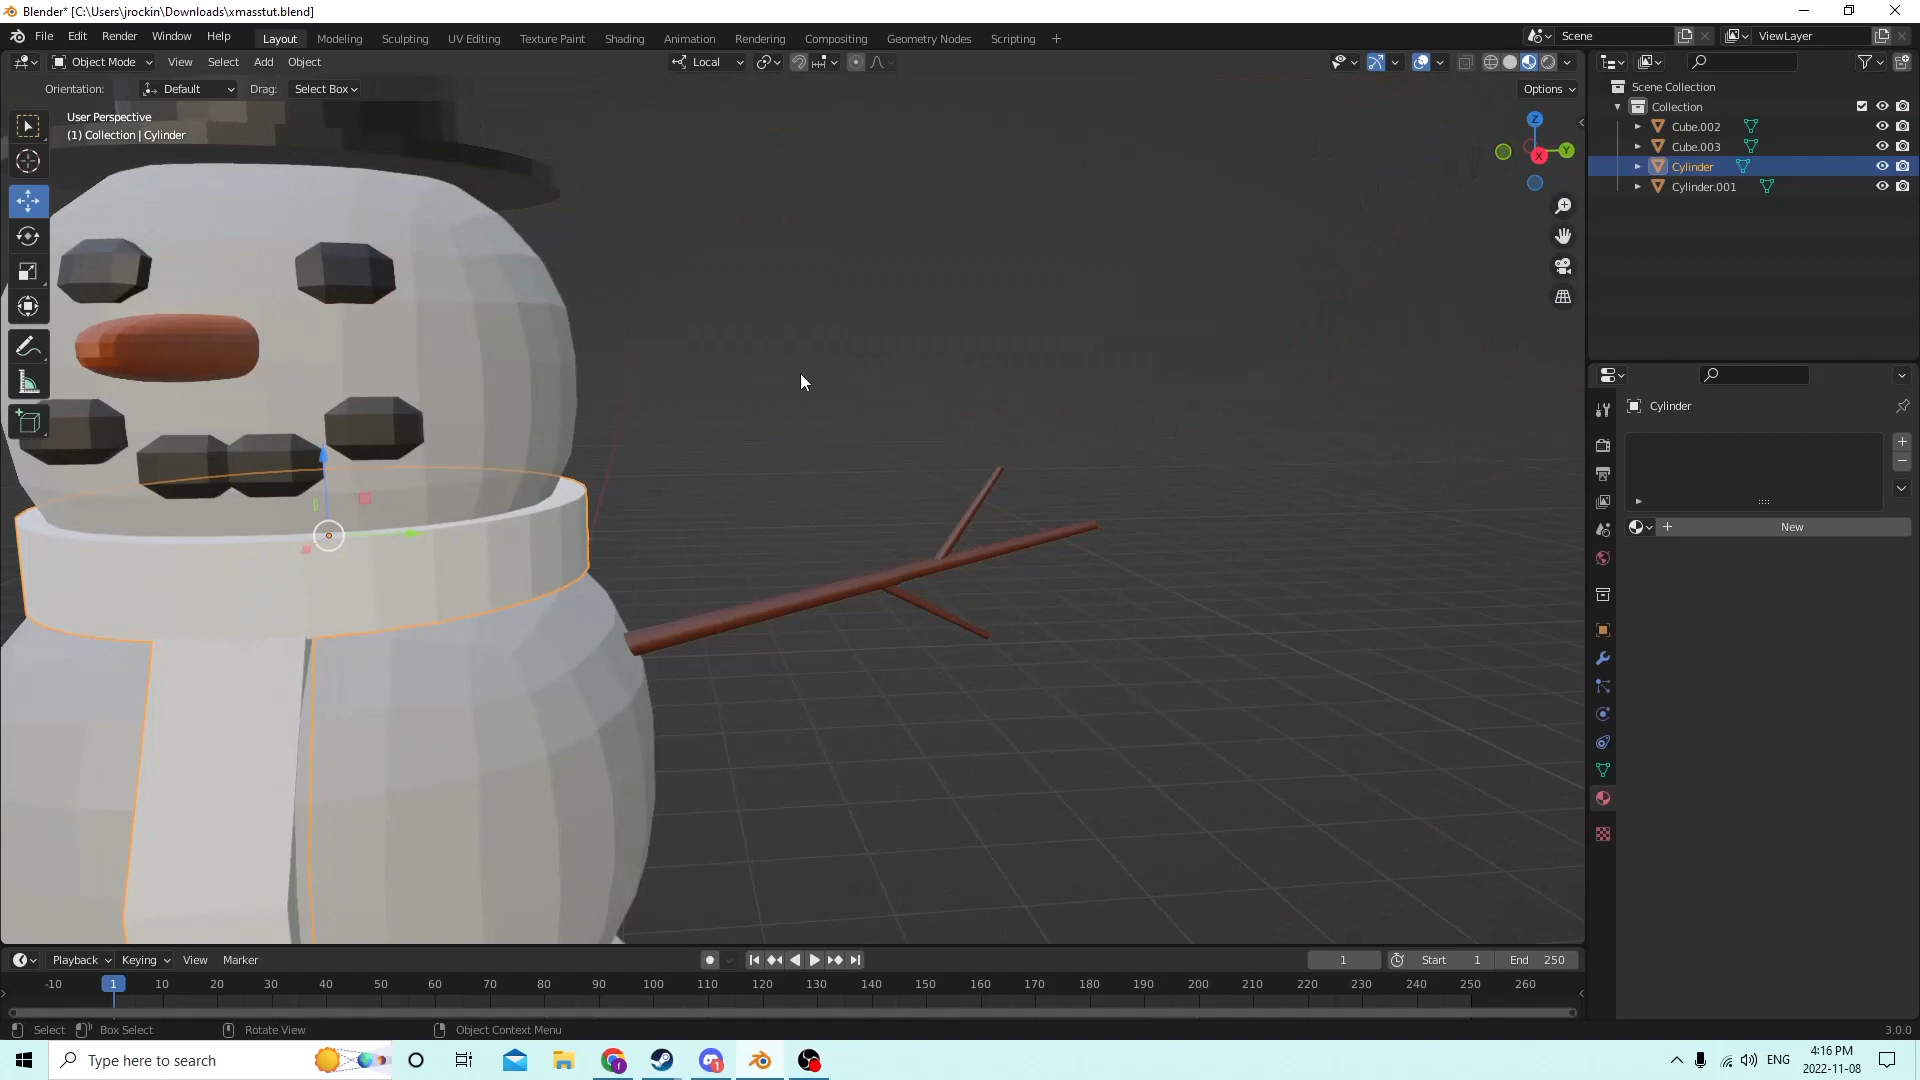 Blender* [C:\Users\jrockin\Downloads\xmasstut.blend]
File Edit Render Window Help Layout Modeling Sculpting UV Editing Texture Paint Shading Animation Rendering Compositing Geometry Nodes Scripting + Scene ViewLayer
Object Mode View Select Add Object Local
Orientation: Default Drag: Select Box Options
User Perspective
(1) Collection | Cylinder
Z
Y
X
Scene Collection
Collection
Cube.002
Cube.003
Cylinder
Cylinder.001
Cylinder
New
Playback Keying View Marker 1 Start 1 End 250
-10 1 10 20 30 40 50 60 70 80 90 100 110 120 130 140 150 160 170 180 190 200 210 220 230 240 250 260
Select Box Select Rotate View Object Context Menu 3.0.0
Type here to search ENG 4:16 PM
2022-11-08